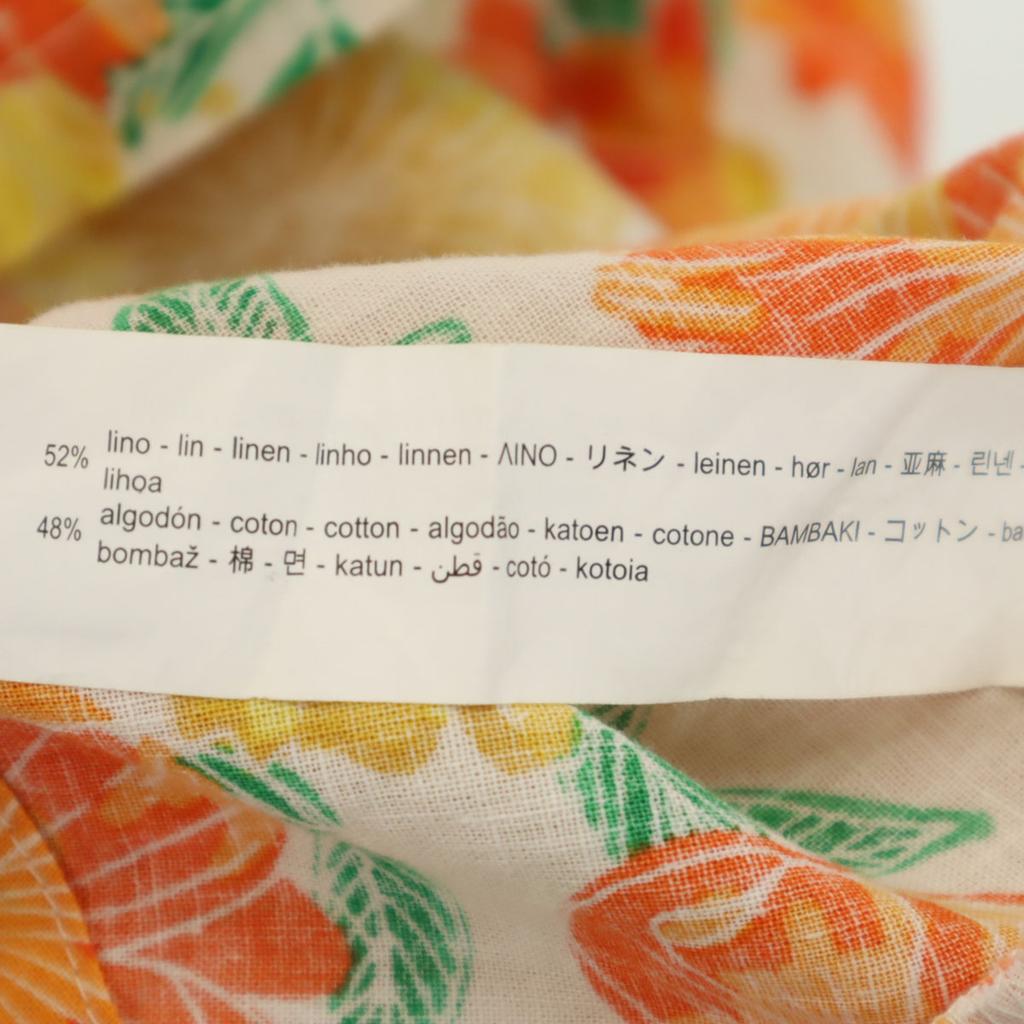 52% lino - lin - linen - linho - linnen - ΛΙΝΟ - リネン - leinen - hør - lan - 亚麻 - 린넨 -
lihoa
48% algodón - coton - cotton - algodão - katoen - cotone - BAMBAKI - コットン - ba
bombaž - 棉 - 면 - katun - قطن - cotó - kotoia